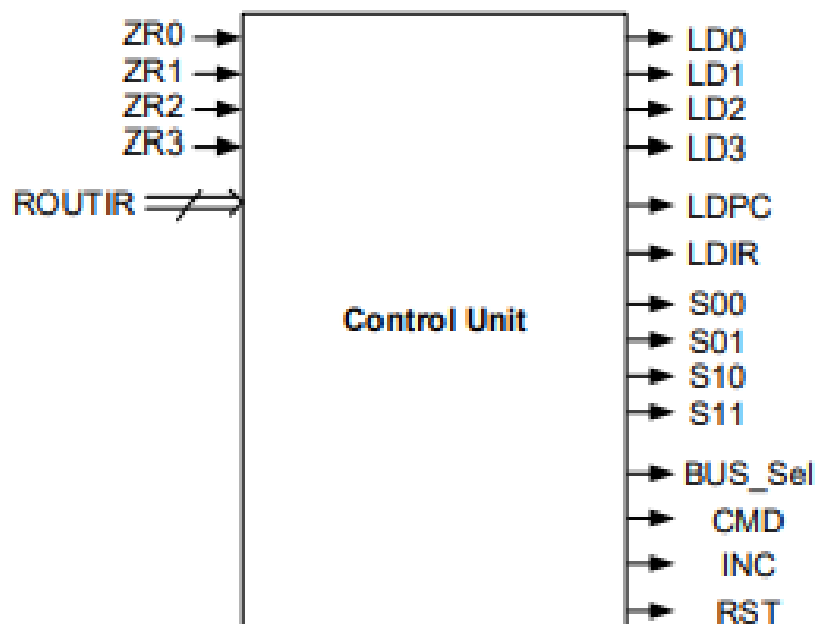 ZR0
ZR1
ZR2
ZR3
ROUTIR
Control Unit
LD0
LD1
LD2
LD3
LDPC
LDIR
S00
S01
S10
S11
BUS_Sel
CMD
INC
RST